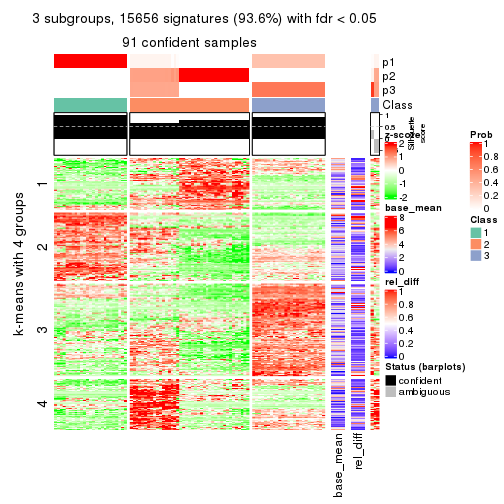 3 subgroups, 15656 signatures (93.6%) with fdr < 0.05
91 confident samples
p1
p2
p3
Class
1
0.5
0
Silhouette
score
k-means with 4 groups
1
2
3
4
base_mean
rel_diff
z-score
2
1
0
-1
-2
base_mean
8
6
4
2
0
rel_diff
1
0.8
0.6
0.4
0.2
0
Status (barplots)
confident
ambiguous
Prob
1
0.8
0.6
0.4
0.2
0
Class
1
2
3